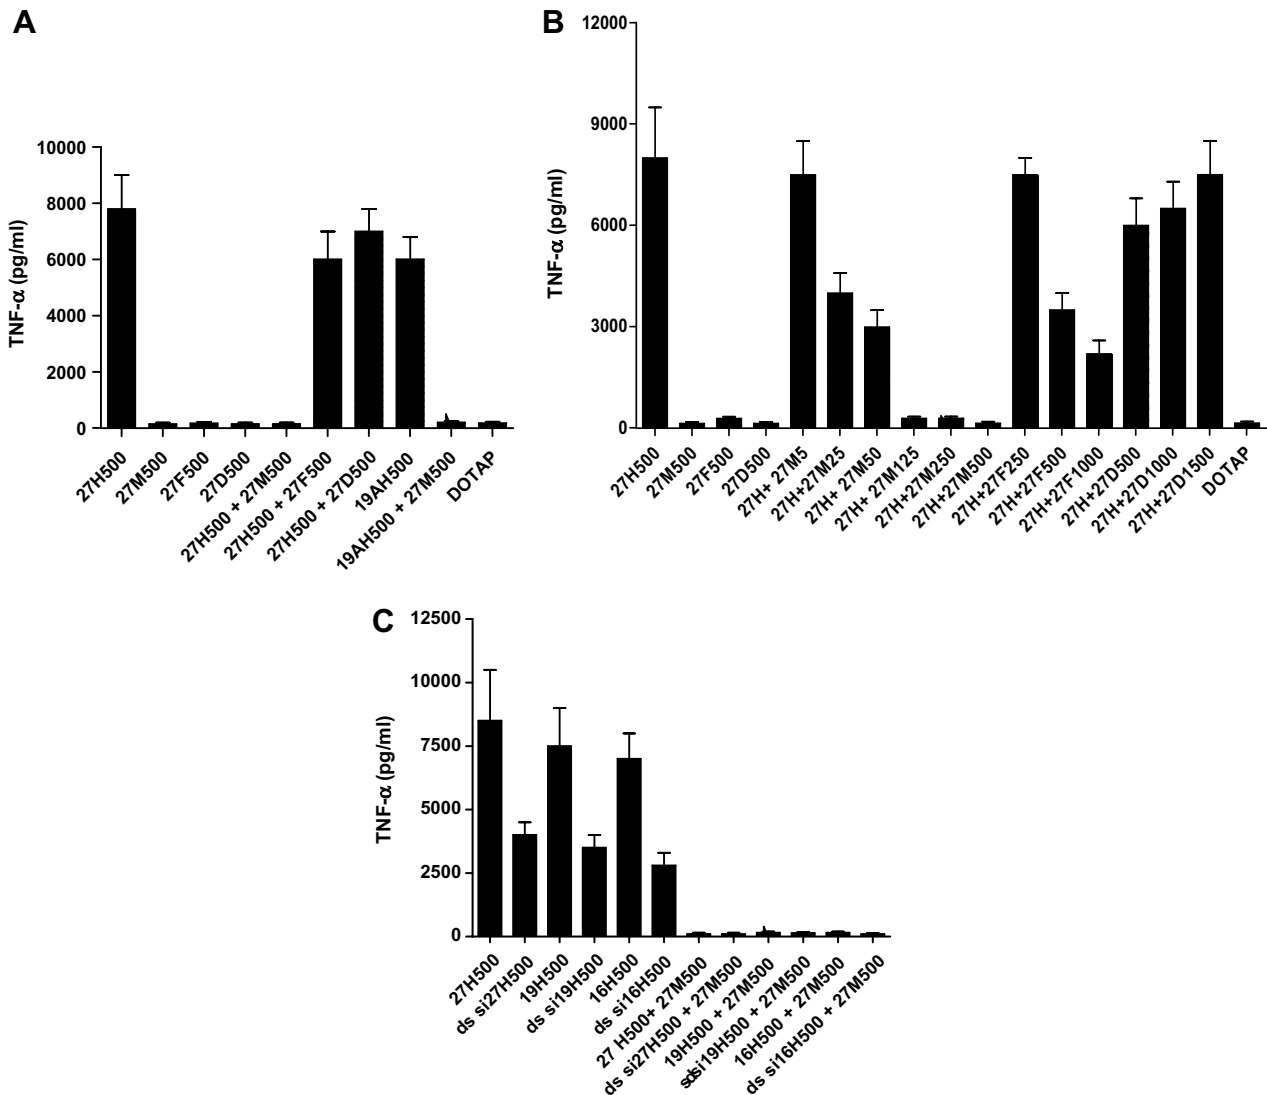 A
TNF-α (pg/ml)
10000
8000
6000
4000
2000
0
27H500
27M500
27F500
27D500
27H500 + 27M500
27H500 + 27F500
27H500 + 27D500
19AH500
19AH500 + 27M500
DOTAP
B
TNF-α (pg/ml)
12000
9000
6000
3000
0
27H500
27M500
27F500
27D500
27H+ 27M5
27H+27M25
27H+ 27M50
27H+ 27M125
27H+27M250
27H+27M500
27H+27F250
27H+27F500
27H+27F1000
27H+27D500
27H+27D1000
27H+27D1500
DOTAP
C
TNF-α (pg/ml)
12500
10000
7500
5000
2500
0
27H500
ds si27H500
19H500
ds si19H500
16H500
ds si16H500
27 H500+ 27M500
ds si27H500 + 27M500
19H500 + 27M500
si19H500 + 27M500
16H500 + 27M500
ds si16H500 + 27M500